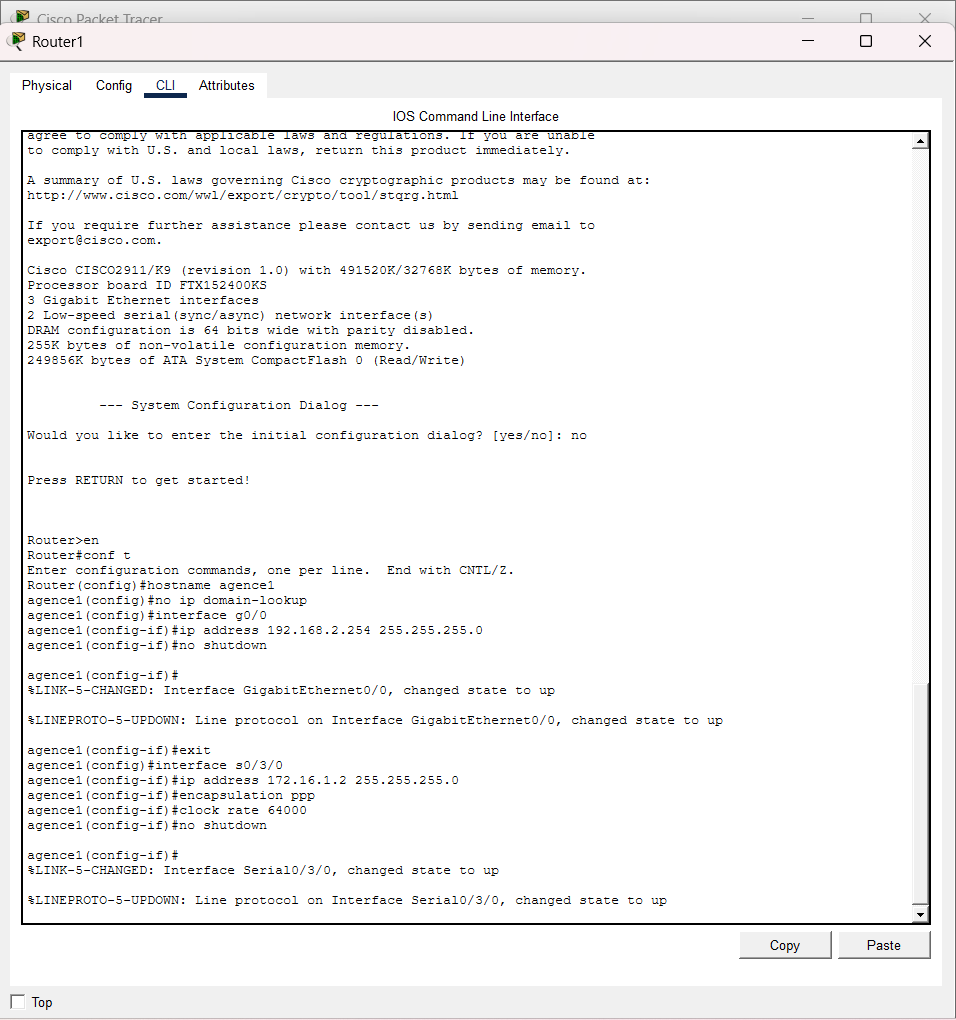 Cisco Packet Tracer
Router1
Physical Config CLI Attributes
IOS Command Line Interface
agree to comply with applicable laws and regulations. If you are unable
to comply with U.S. and local laws, return this product immediately.
A summary of U.S. laws governing Cisco cryptographic products may be found at:
http://www.cisco.com/wwl/export/crypto/tool/stqrg.html
If you require further assistance please contact us by sending email to
export@cisco.com.
Cisco CISCO2911/K9 (revision 1.0) with 491520K/32768K bytes of memory.
Processor board ID FTX152400KS
3 Gigabit Ethernet interfaces
2 Low-speed serial(sync/async) network interface(s)
DRAM configuration is 64 bits wide with parity disabled.
255K bytes of non-volatile configuration memory.
249856K bytes of ATA System CompactFlash 0 (Read/Write)
--- System Configuration Dialog ---
Would you like to enter the initial configuration dialog? [yes/no]: no
Press RETURN to get started!
Router>en
Router#conf t
Enter configuration commands, one per line.  End with CNTL/Z.
Router(config)#hostname agence1
agence1(config)#no ip domain-lookup
agence1(config)#interface g0/0
agence1(config-if)#ip address 192.168.2.254 255.255.255.0
agence1(config-if)#no shutdown
agence1(config-if)#
%LINK-5-CHANGED: Interface GigabitEthernet0/0, changed state to up
%LINEPROTO-5-UPDOWN: Line protocol on Interface GigabitEthernet0/0, changed state to up
agence1(config-if)#exit
agence1(config)#interface s0/3/0
agence1(config-if)#ip address 172.16.1.2 255.255.255.0
agence1(config-if)#encapsulation ppp
agence1(config-if)#clock rate 64000
agence1(config-if)#no shutdown
agence1(config-if)#
%LINK-5-CHANGED: Interface Serial0/3/0, changed state to up
%LINEPROTO-5-UPDOWN: Line protocol on Interface Serial0/3/0, changed state to up
Copy Paste
Top